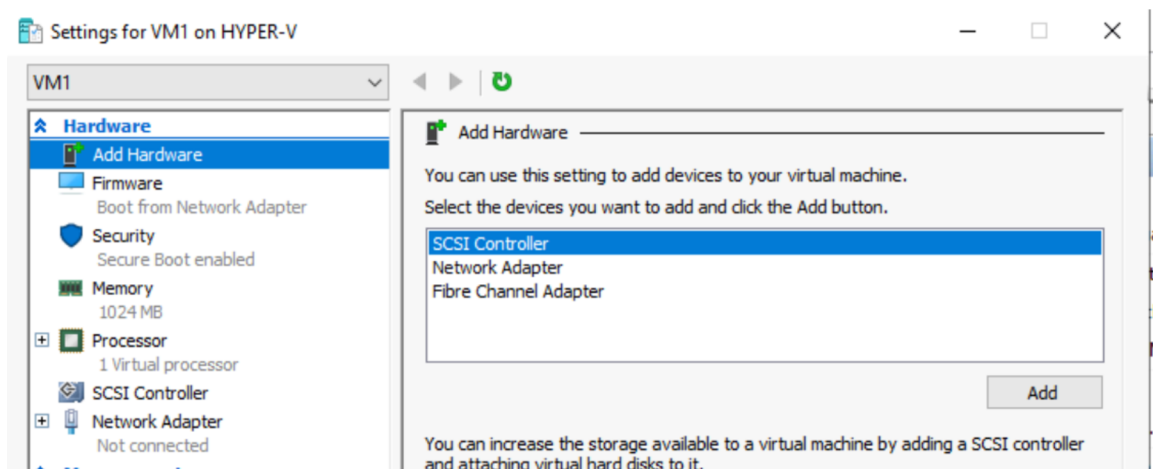 Settings for VM1 on HYPER-V
VM1
Hardware
Add Hardware
Firmware
Boot from Network Adapter
Security
Secure Boot enabled
Memory
1024 MB
Processor
1 Virtual processor
SCSI Controller
Network Adapter
Not connected
Add Hardware
You can use this setting to add devices to your virtual machine.
Select the devices you want to add and click the Add button.
SCSI Controller
Network Adapter
Fibre Channel Adapter
Add
You can increase the storage available to a virtual machine by adding a SCSI controller
and attaching virtual hard disks to it.